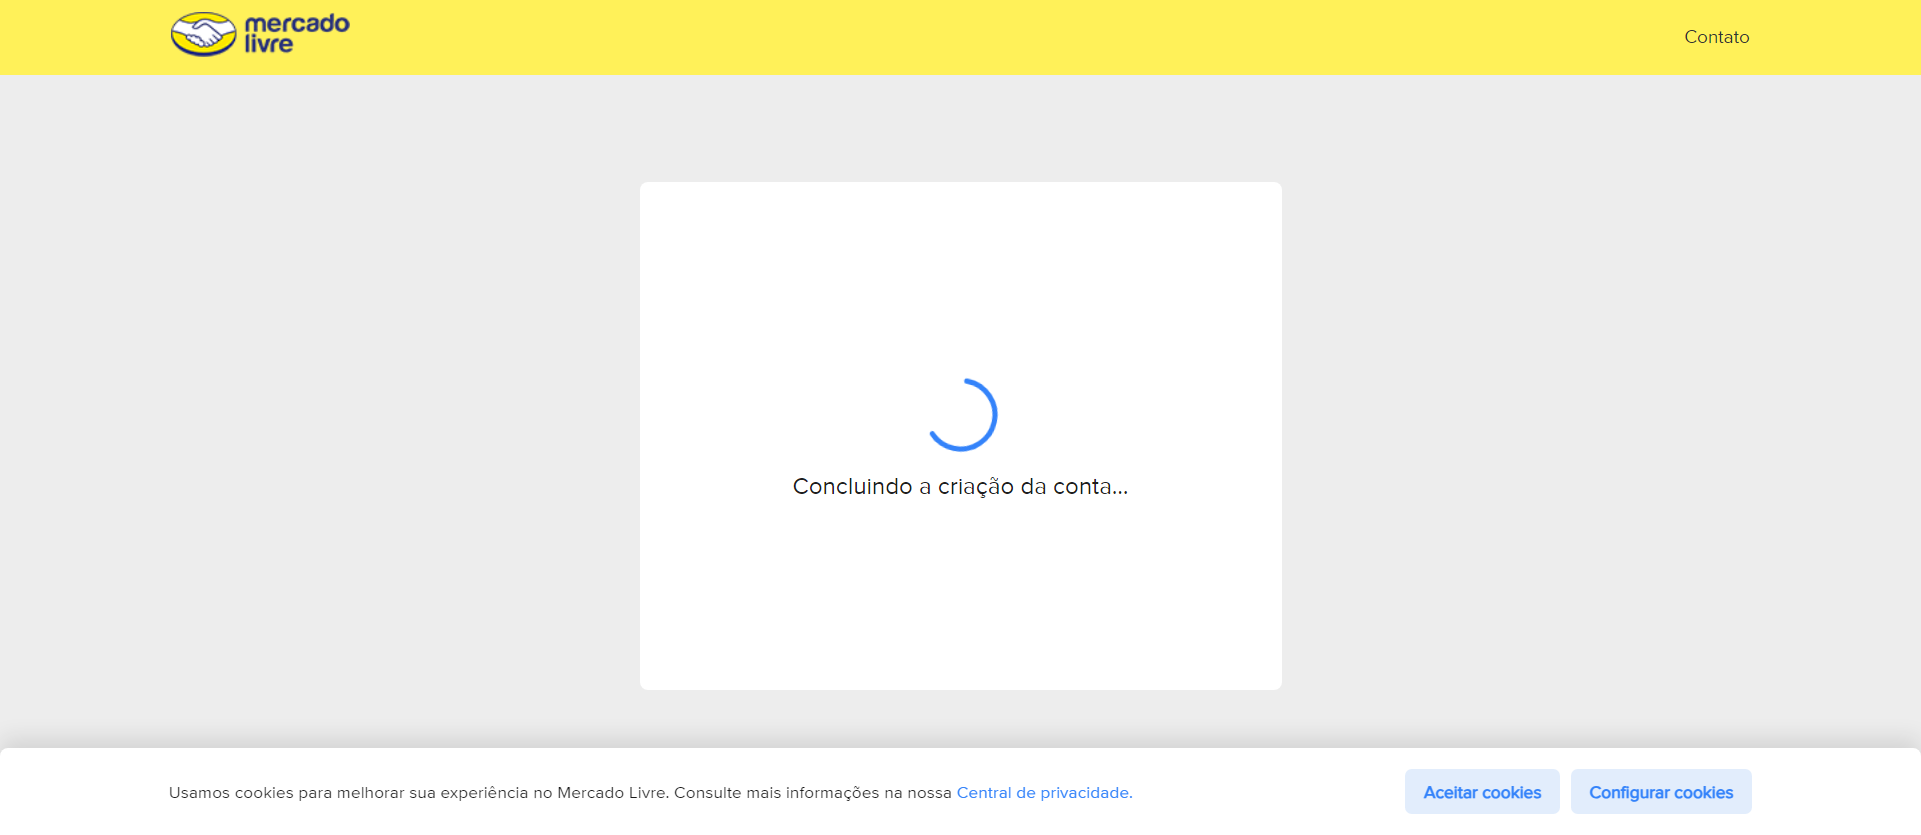 mercado
livre
Contato
Concluindo a criação da conta...
Usamos cookies para melhorar sua experiência no Mercado Livre. Consulte mais informações na nossa Central de privacidade.
Aceitar cookies
Configurar cookies